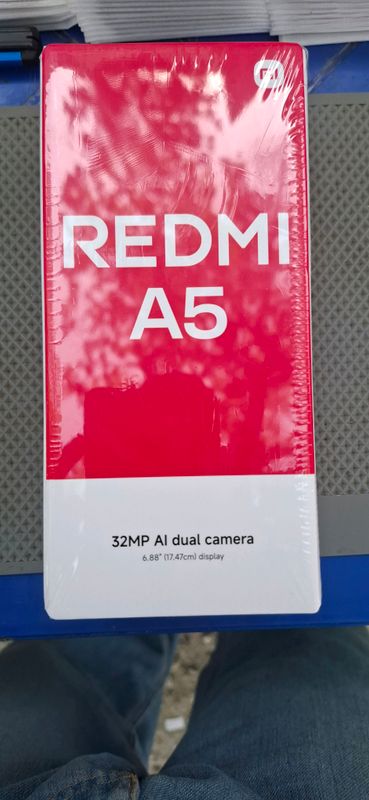 REDMI
A5
32MP AI dual camera
6.88" (17.47cm) display